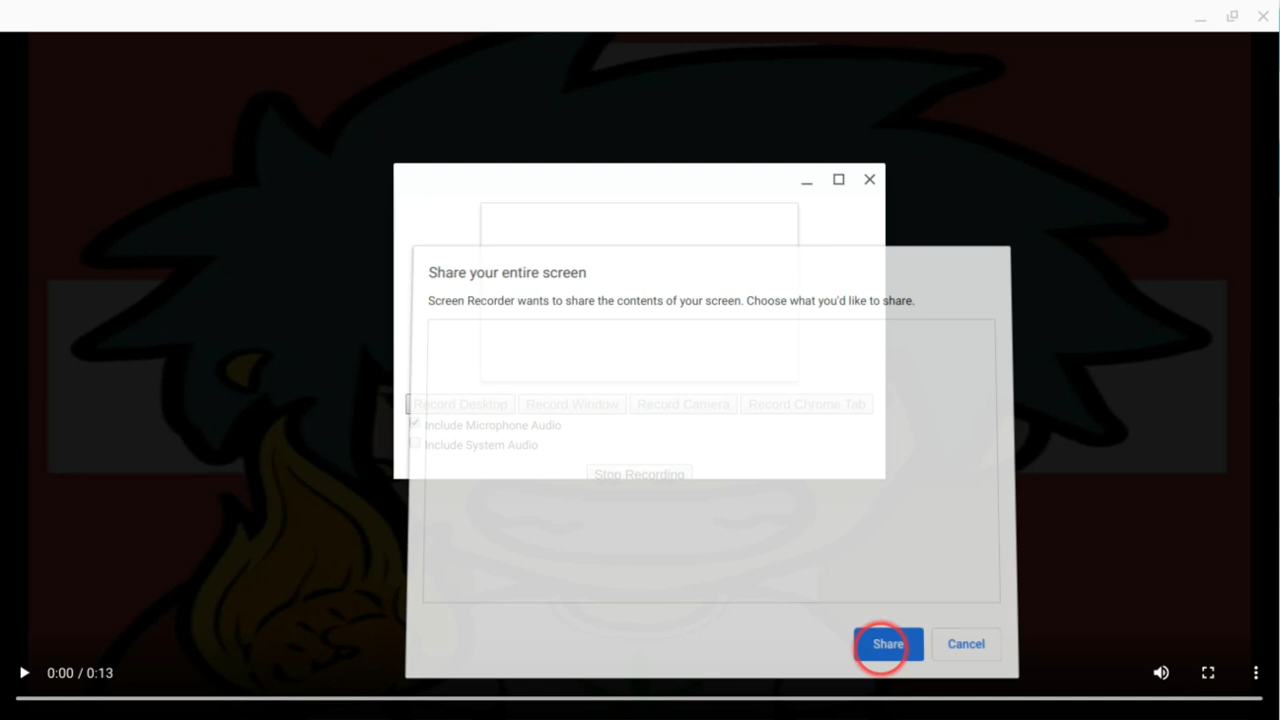 Share your entire screen
Screen Recorder wants to share the contents of your screen. Choose what you'd like to share.
Record Desktop Record Window Record Camera Record Chrome Tab
Include Microphone Audio
Include System Audio
Stop Recording
Share Cancel
0:00 / 0:13